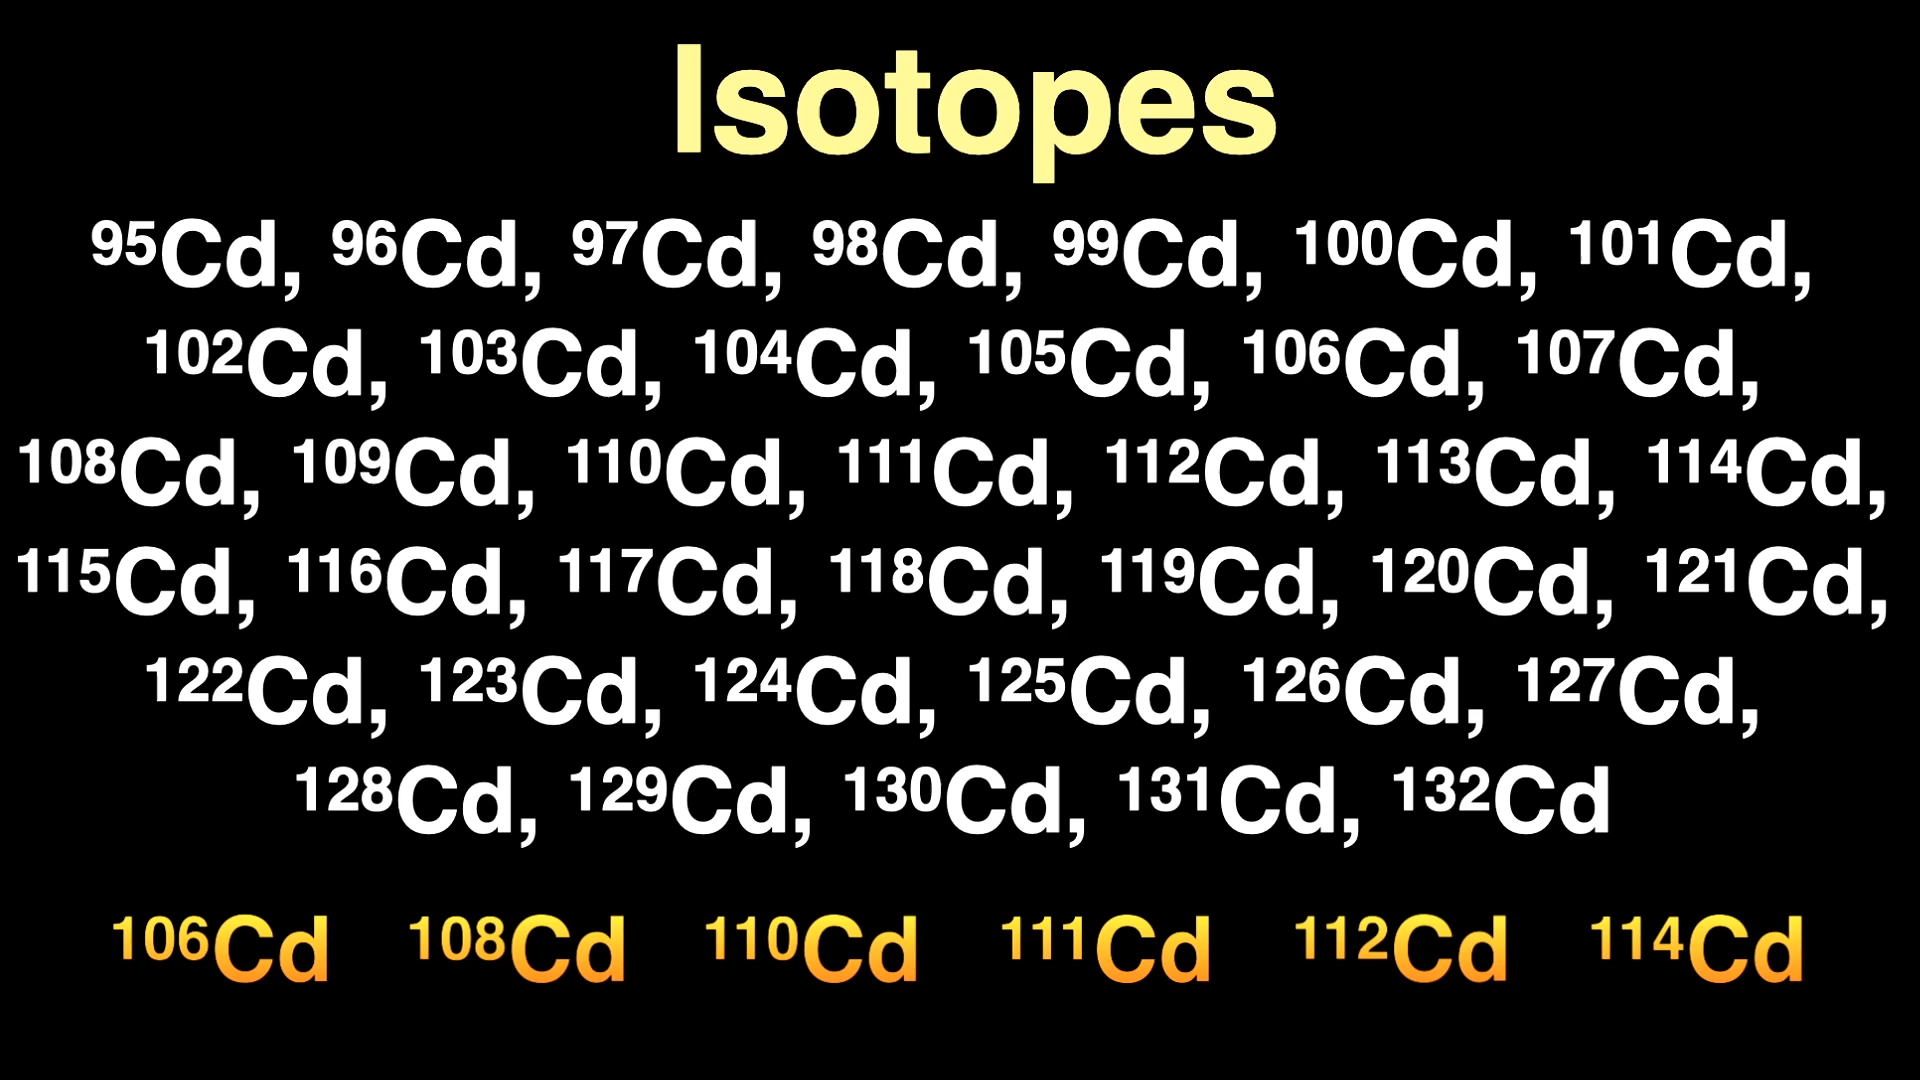 Isotopes
⁹⁵Cd, ⁹⁶Cd, ⁹⁷Cd, ⁹⁸Cd, ⁹⁹Cd, ¹⁰⁰Cd, ¹⁰¹Cd,
¹⁰²Cd, ¹⁰³Cd, ¹⁰⁴Cd, ¹⁰⁵Cd, ¹⁰⁶Cd, ¹⁰⁷Cd,
¹⁰⁸Cd, ¹⁰⁹Cd, ¹¹⁰Cd, ¹¹¹Cd, ¹¹²Cd, ¹¹³Cd, ¹¹⁴Cd,
¹¹⁵Cd, ¹¹⁶Cd, ¹¹⁷Cd, ¹¹⁸Cd, ¹¹⁹Cd, ¹²⁰Cd, ¹²¹Cd,
¹²²Cd, ¹²³Cd, ¹²⁴Cd, ¹²⁵Cd, ¹²⁶Cd, ¹²⁷Cd,
¹²⁸Cd, ¹²⁹Cd, ¹³⁰Cd, ¹³¹Cd, ¹³²Cd
¹⁰⁶Cd ¹⁰⁸Cd ¹¹⁰Cd ¹¹¹Cd ¹¹²Cd ¹¹⁴Cd